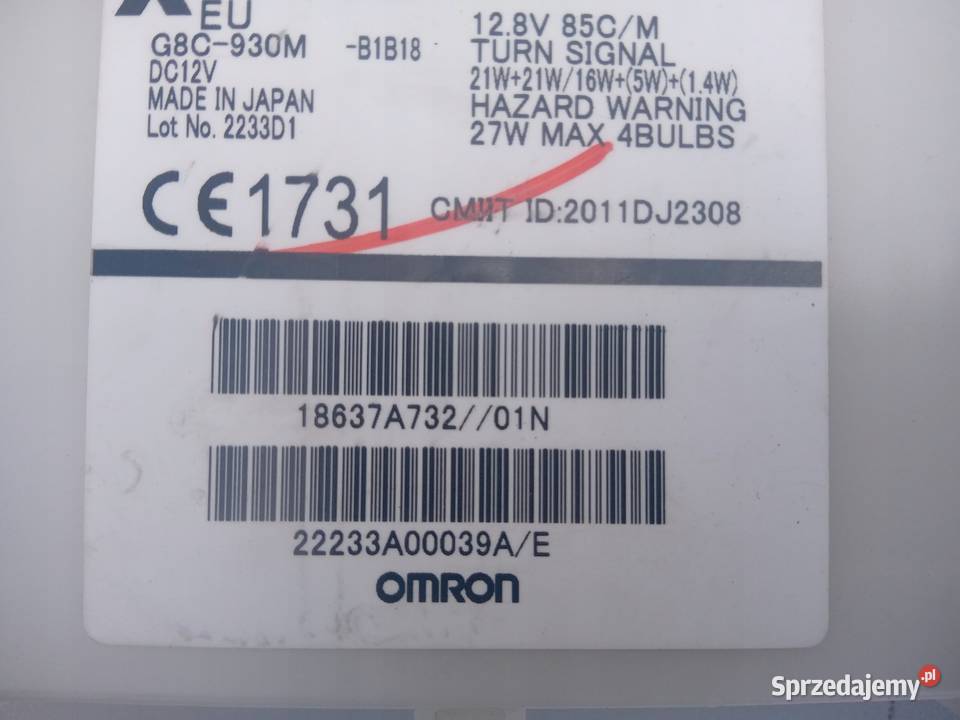 EU
G8C-930M -B1B18
DC12V
MADE IN JAPAN
Lot No. 2233D1
12.8V 85C/M
TURN SIGNAL
21W+21W/16W+(5W)+(1.4W)
HAZARD WARNING
27W MAX 4BULBS
CE1731 CMIIT ID:2011DJ2308
18637A732//01N
22233A00039A/E
OMRON
Sprzedajemy.pl